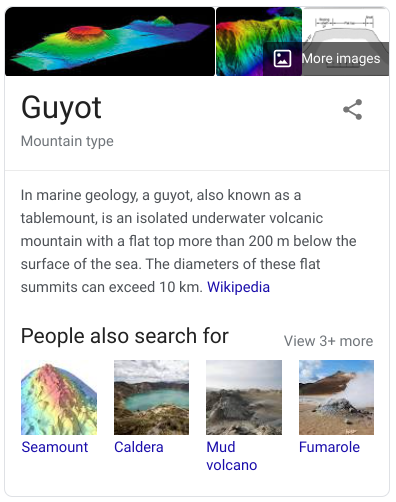 More images
Guyot
Mountain type
In marine geology, a guyot, also known as a
tablemount, is an isolated underwater volcanic
mountain with a flat top more than 200 m below the
surface of the sea. The diameters of these flat
summits can exceed 10 km. Wikipedia
People also search for
View 3+ more
Seamount
Caldera
Mud
volcano
Fumarole